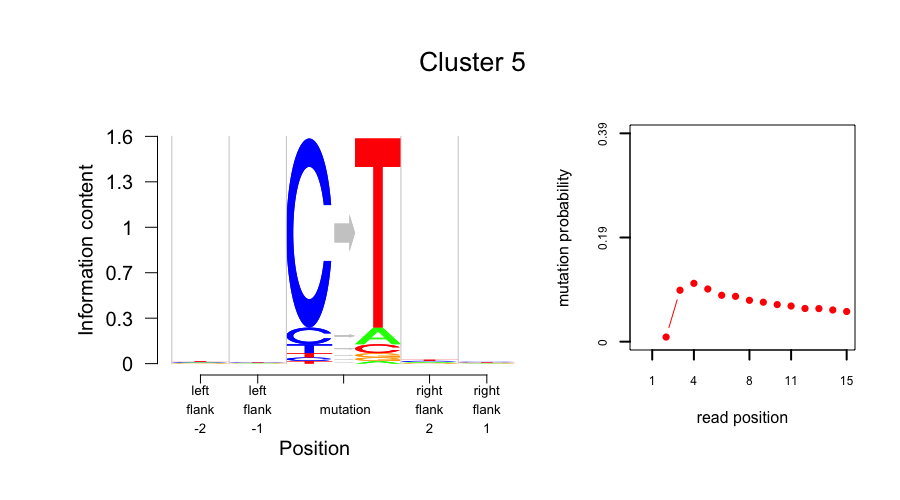 Cluster 5
Information content
1.6
1.3
1
0.7
0.3
0
C T
C A
T C
left flank -2
left flank -1
mutation
right flank 2
right flank 1
Position
mutation probability
0.39
0.19
0
1 4 8 11 15
read position